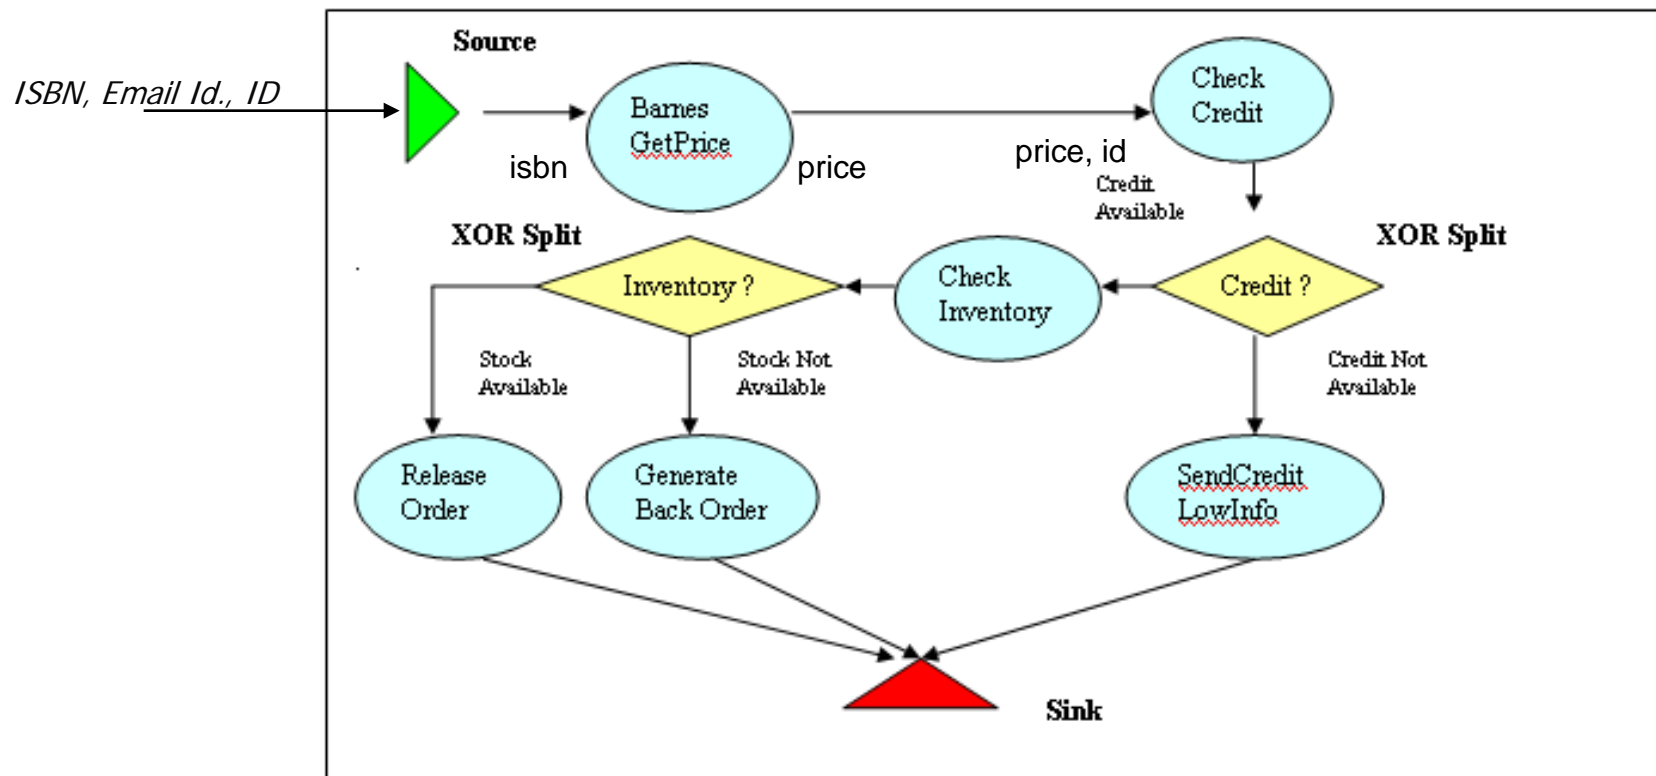 Source
ISBN, Email Id., ID
Barnes
GetPrice
Check
Credit
isbn
price
price, id
Credit
Available
XOR Split
XOR Split
Inventory ?
Check
Inventory
Credit ?
Stock
Available
Stock Not
Available
Credit Not
Available
Release
Order
Generate
Back Order
SendCredit
LowInfo
Sink